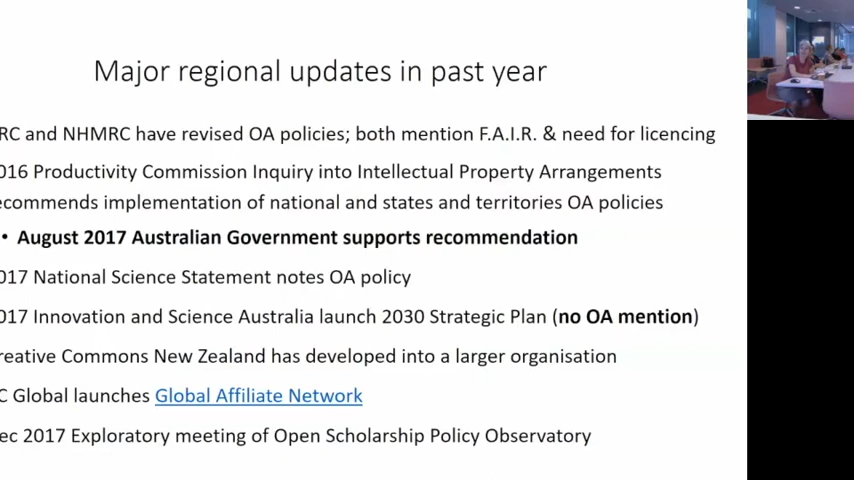 Major regional updates in past year
RC and NHMRC have revised OA policies; both mention F.A.I.R. & need for licencing
016 Productivity Commission Inquiry into Intellectual Property Arrangements
ecommends implementation of national and states and territories OA policies
• August 2017 Australian Government supports recommendation
017 National Science Statement notes OA policy
017 Innovation and Science Australia launch 2030 Strategic Plan (no OA mention)
reative Commons New Zealand has developed into a larger organisation
C Global launches Global Affiliate Network
ec 2017 Exploratory meeting of Open Scholarship Policy Observatory